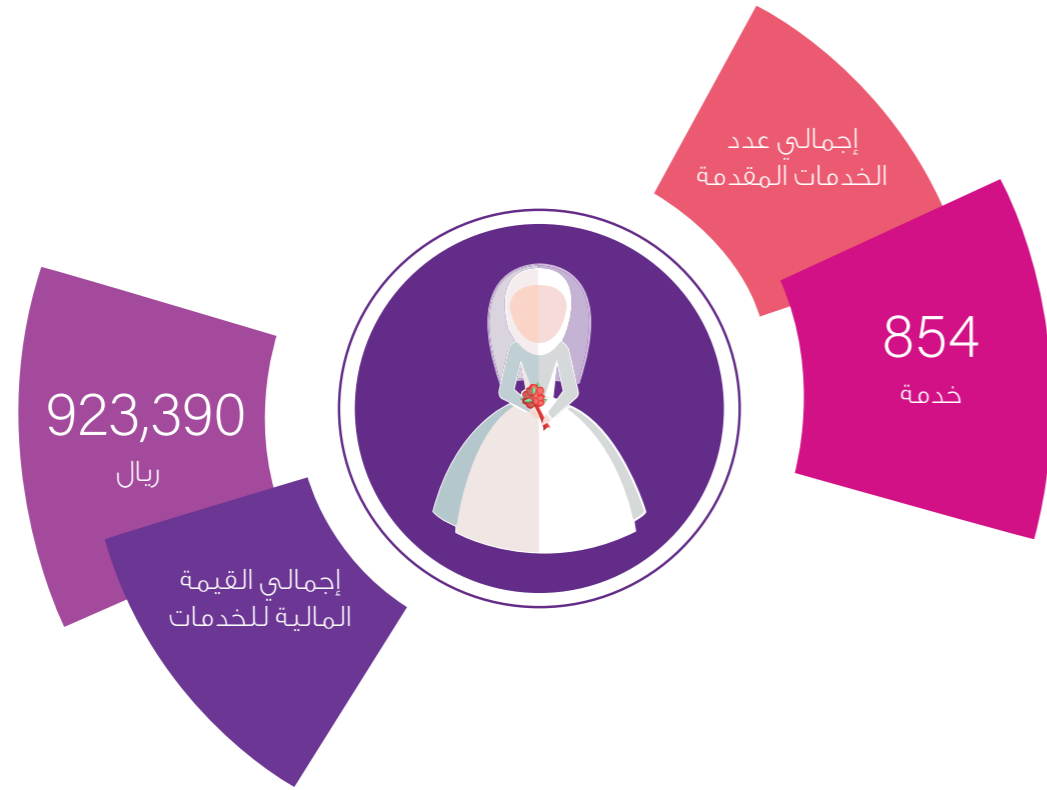 إجمالي عدد
الخدمات المقدمة
854
خدمة
923,390
ريال
إجمالي القيمة
المالية للخدمات